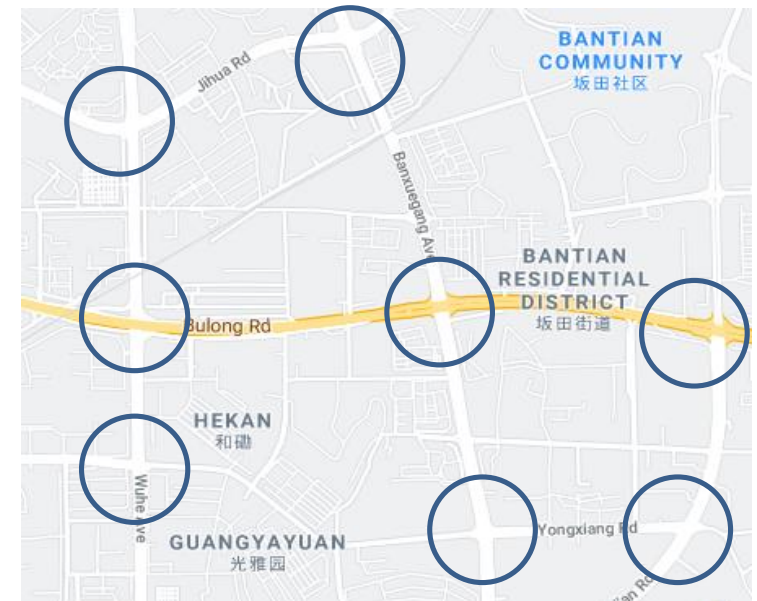 BANTIAN
COMMUNITY
坂田社区
Jihua Rd
Banxuegang Ave
BANTIAN
RESIDENTIAL
DISTRICT
坂田街道
Bulong Rd
HEKAN
和磡
Wuhe Ave
Yongxiang Rd
GUANGYAYUAN
光雅园